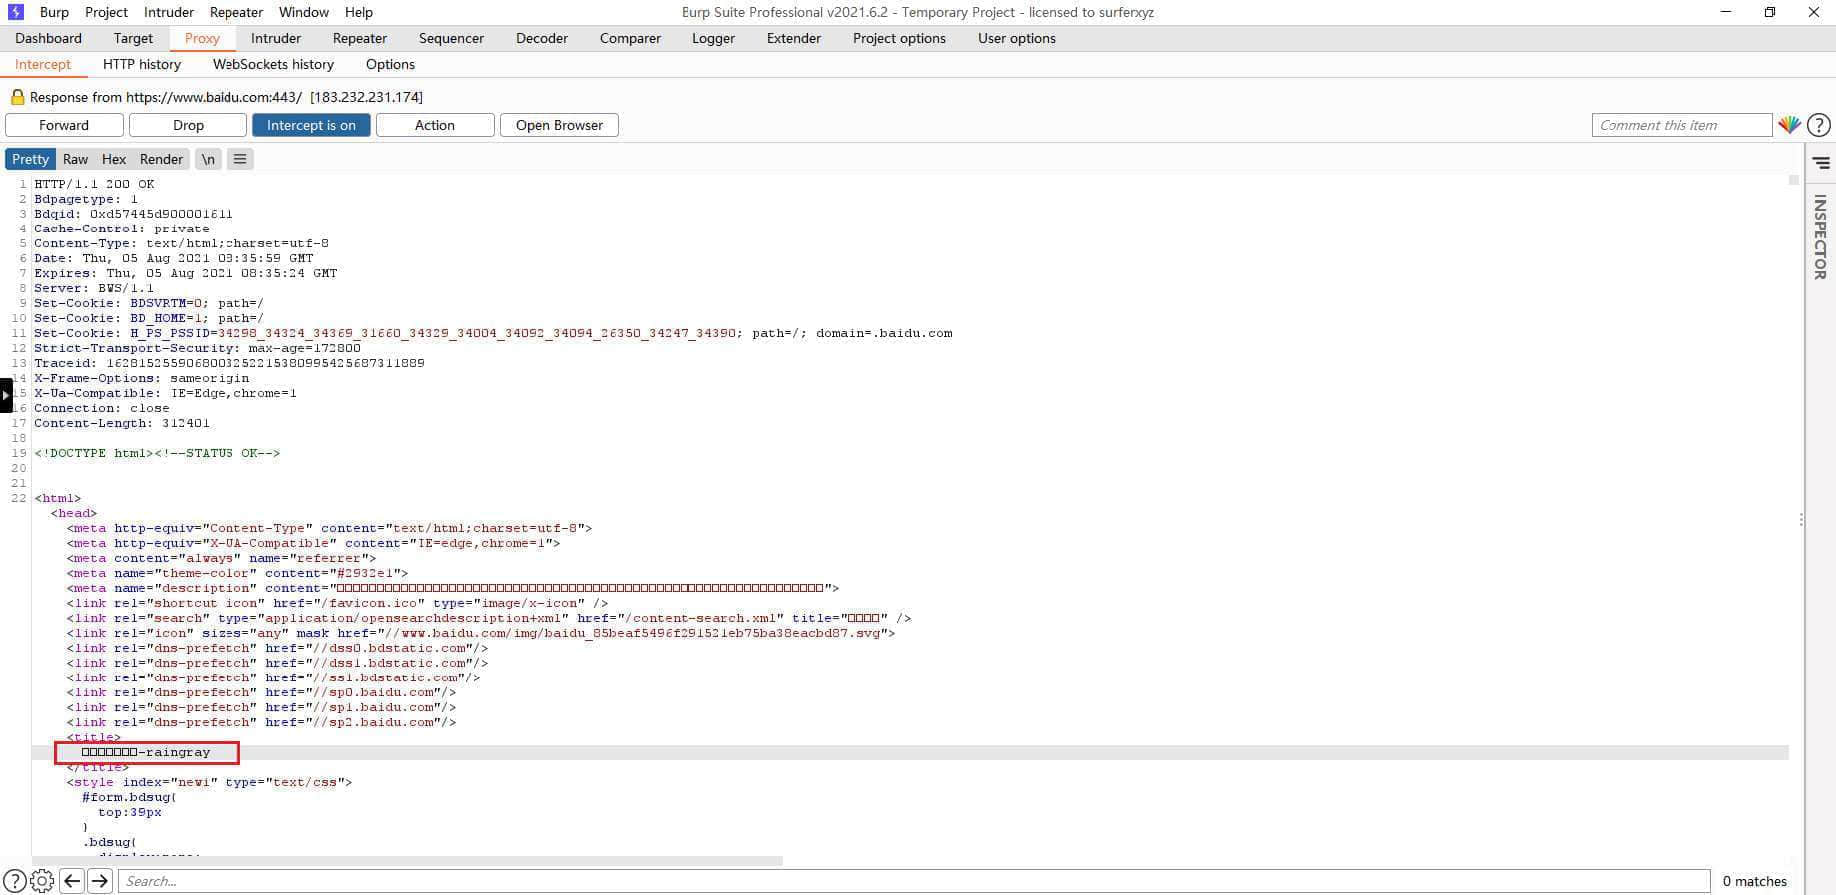 Burp Project Intruder Repeater Window Help Burp Suite Professional v2021.6.2 - Temporary Project - licensed to surferxyz
Dashboard Target Proxy Intruder Repeater Sequencer Decoder Comparer Logger Extender Project options User options
Intercept HTTP history WebSockets history Options
Response from https://www.baidu.com:443/ [183.232.231.174]
Forward Drop Intercept is on Action Open Browser Comment this item
Pretty Raw Hex Render \n
INSPECTOR
1 HTTP/1.1 200 OK
2 Bdpagetype: 1
3 Bdqid: 0xd57445d900001611
4 Cache-Control: private
5 Content-Type: text/html;charset=utf-8
6 Date: Thu, 05 Aug 2021 08:35:59 GMT
7 Expires: Thu, 05 Aug 2021 08:35:24 GMT
8 Server: BWS/1.1
9 Set-Cookie: BDSVRTM=0; path=/
10 Set-Cookie: BD_HOME=1; path=/
11 Set-Cookie: H_PS_PSSID=34298_34324_34369_31660_34329_34004_34092_34094_26350_34247_34390; path=/; domain=.baidu.com
12 Strict-Transport-Security: max-age=172800
13 Traceid: 1628152559068003252215380995425687311889
14 X-Frame-Options: sameorigin
15 X-Ua-Compatible: IE=Edge,chrome=1
16 Connection: close
17 Content-Length: 312401
18
19 <!DOCTYPE html><!--STATUS OK-->
20
21
22 <html>
<head>
<meta http-equiv="Content-Type" content="text/html;charset=utf-8">
<meta http-equiv="X-UA-Compatible" content="IE=edge,chrome=1">
<meta content="always" name="referrer">
<meta name="theme-color" content="#2932e1">
<meta name="description" content="">
<link rel="shortcut icon" href="/favicon.ico" type="image/x-icon" />
<link rel="search" type="application/opensearchdescription+xml" href="/content-search.xml" title="" />
<link rel="icon" sizes="any" mask href="//www.baidu.com/img/baidu_85beaf5496f291521eb75ba38eacbd87.svg">
<link rel="dns-prefetch" href="//dss0.bdstatic.com"/>
<link rel="dns-prefetch" href="//dss1.bdstatic.com"/>
<link rel="dns-prefetch" href="//ss1.bdstatic.com"/>
<link rel="dns-prefetch" href="//sp0.baidu.com"/>
<link rel="dns-prefetch" href="//sp1.baidu.com"/>
<link rel="dns-prefetch" href="//sp2.baidu.com"/>
<title>
-raingray
</title>
<style index="newi" type="text/css">
#form.bdsug{
top:39px
}
.bdsug{
Search... 0 matches